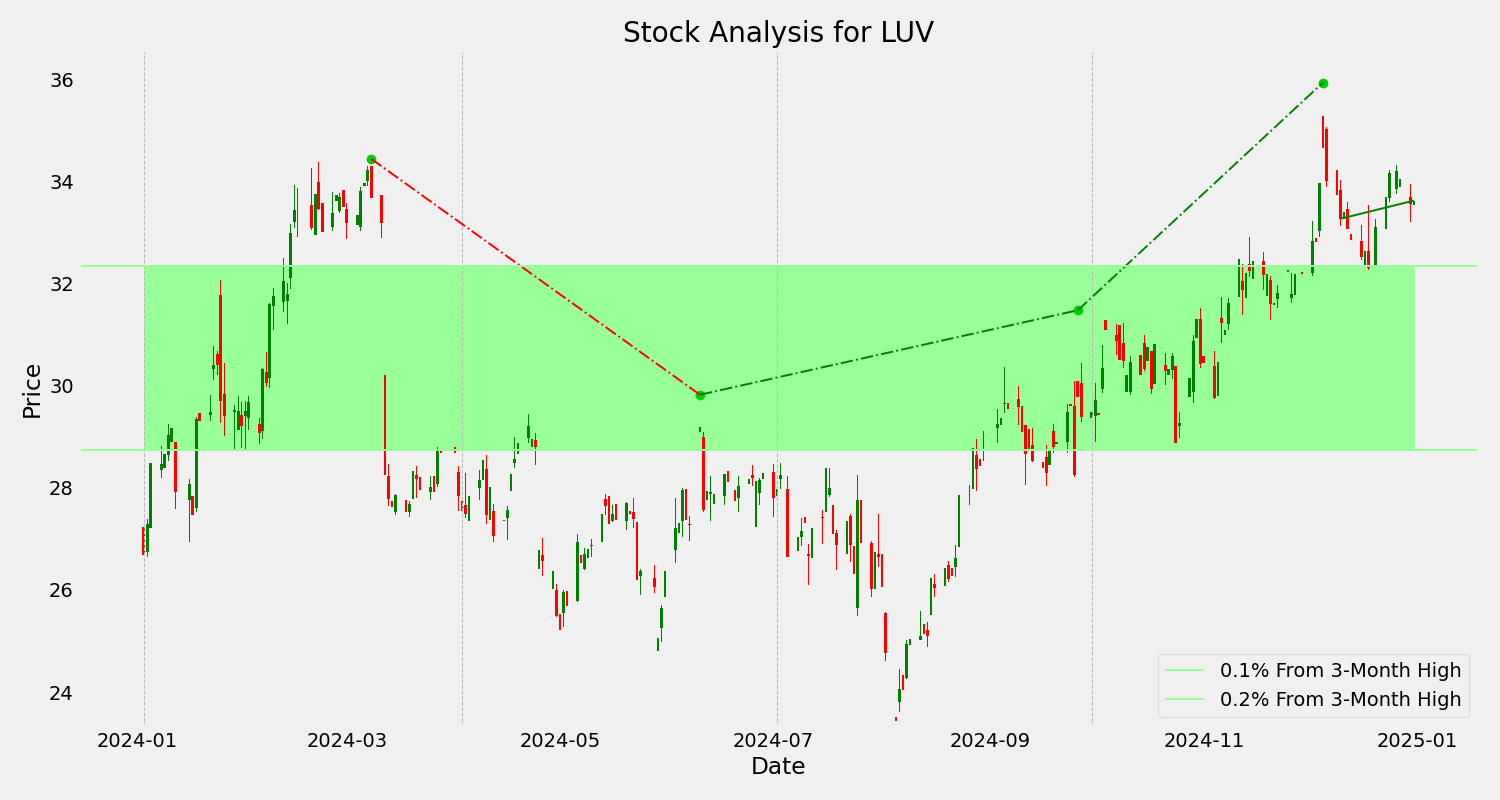 Stock Analysis for LUV
Price
36
34
32
30
28
26
24
0.1% From 3-Month High
0.2% From 3-Month High
2024-01 2024-03 2024-05 2024-07 2024-09 2024-11 2025-01
Date